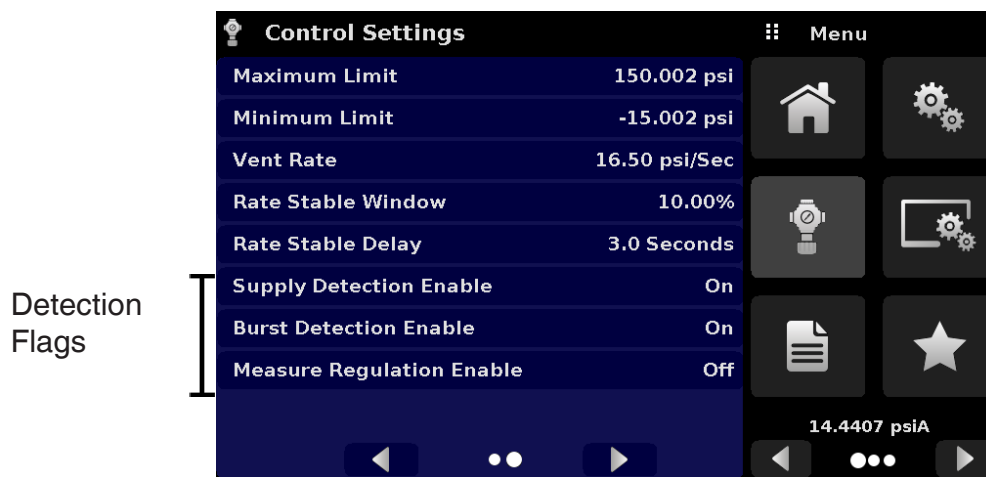 Control Settings
Menu
Maximum Limit 150.002 psi
Minimum Limit -15.002 psi
Vent Rate 16.50 psi/Sec
Rate Stable Window 10.00%
Rate Stable Delay 3.0 Seconds
Supply Detection Enable On
Burst Detection Enable On
Measure Regulation Enable Off
Detection
Flags
14.4407 psiA